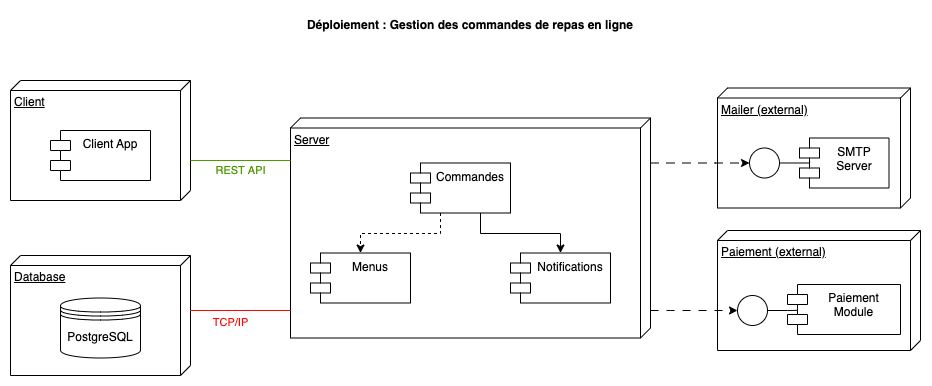 Déploiement : Gestion des commandes de repas en ligne
Client
Client App
REST API
Database
PostgreSQL
TCP/IP
Server
Commandes
Menus
Notifications
Mailer (external)
SMTP
Server
Paiement (external)
Paiement
Module